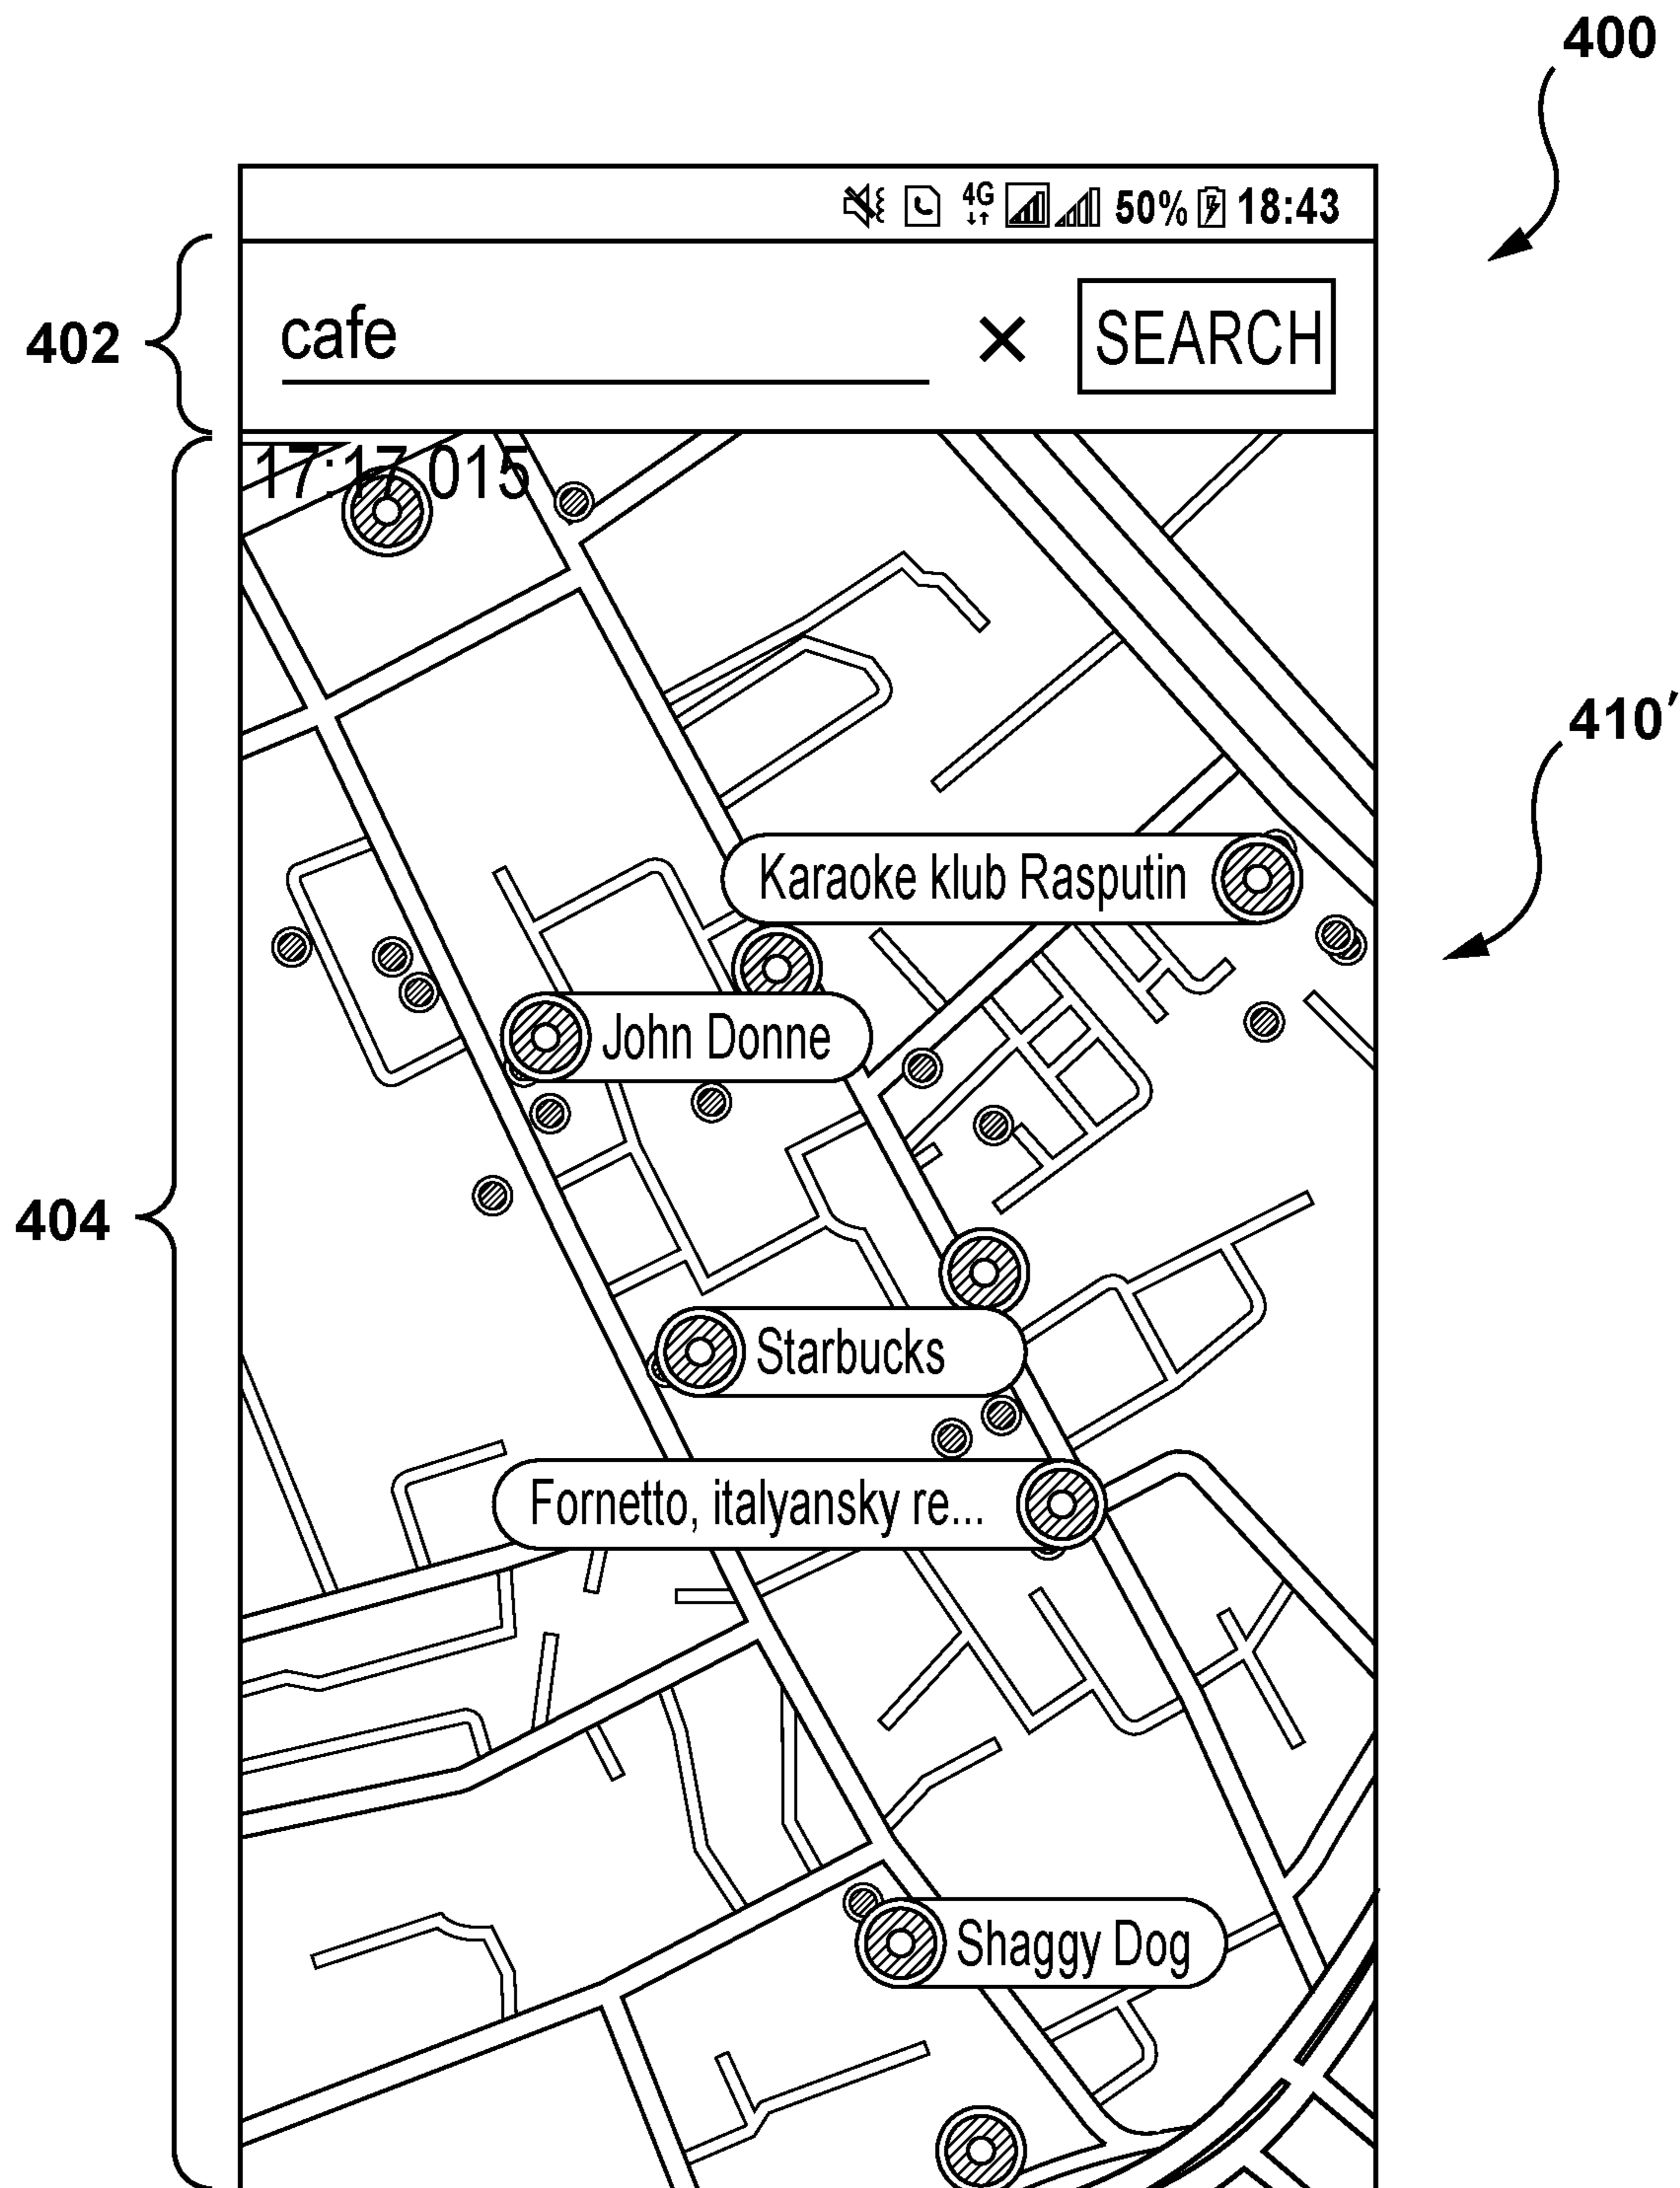 400
4G 50% 18:43
402
cafe × SEARCH
17:17 015
410'
Karaoke klub Rasputin
John Donne
404
Starbucks
Fornetto, italyansky re...
Shaggy Dog